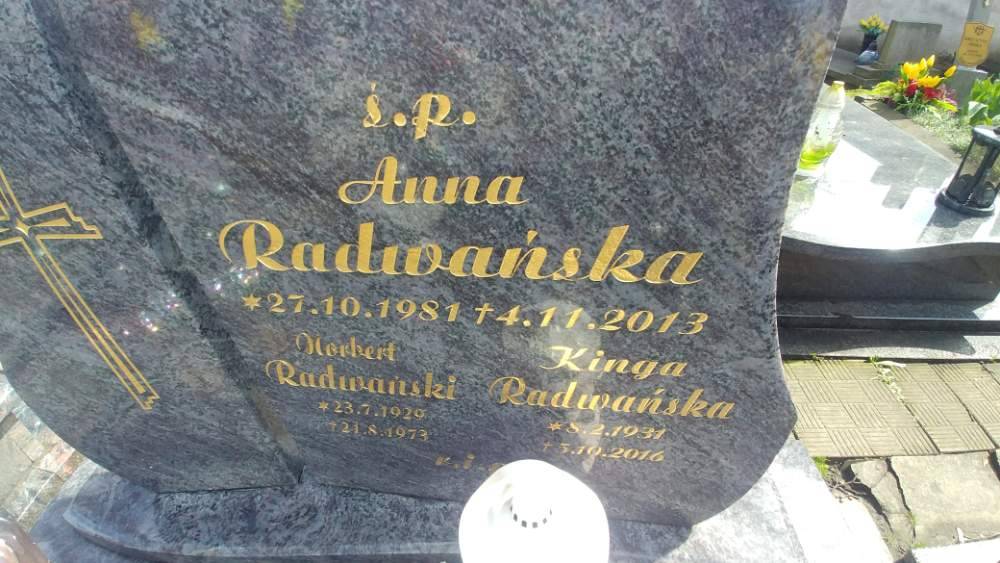 ś.p.
Anna
Radwańska
*27.10.1981 †4.11.2013
Norbert
Radwański
*23.7.1929
†21.8.1973
Kinga
Radwańska
*8.2.1931
†5.10.2016